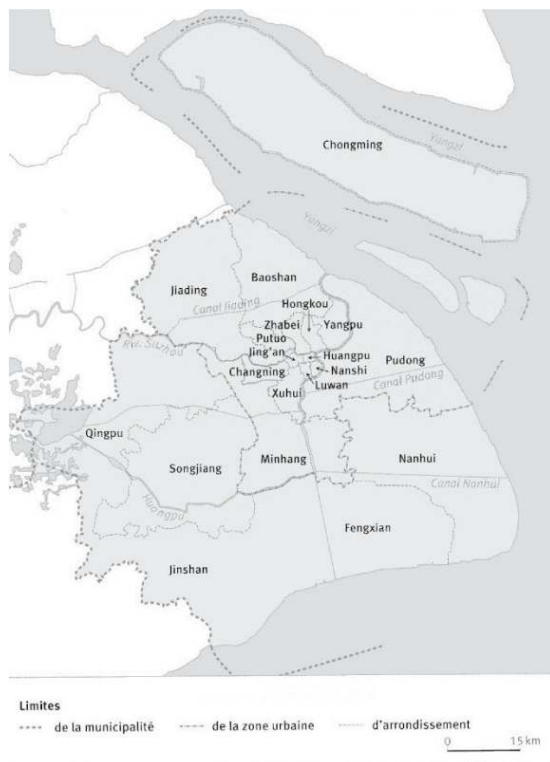 Yangzi
Chongming
Yangzi
Baoshan
Jiading
Hongkou
Canal Jiading
Zhabei
Yangpu
Putuo
Riv. Suzhou
Jing'an
Huangpu
Pudong
Changning
Nanshi
Luwan
Canal Pudong
Xuhui
Qingpu
Songjiang
Minhang
Nanhui
Canal Nanhui
Huangpu
Fengxian
Jinshan
Limites
de la municipalité
de la zone urbaine
d'arrondissement
0 15 km